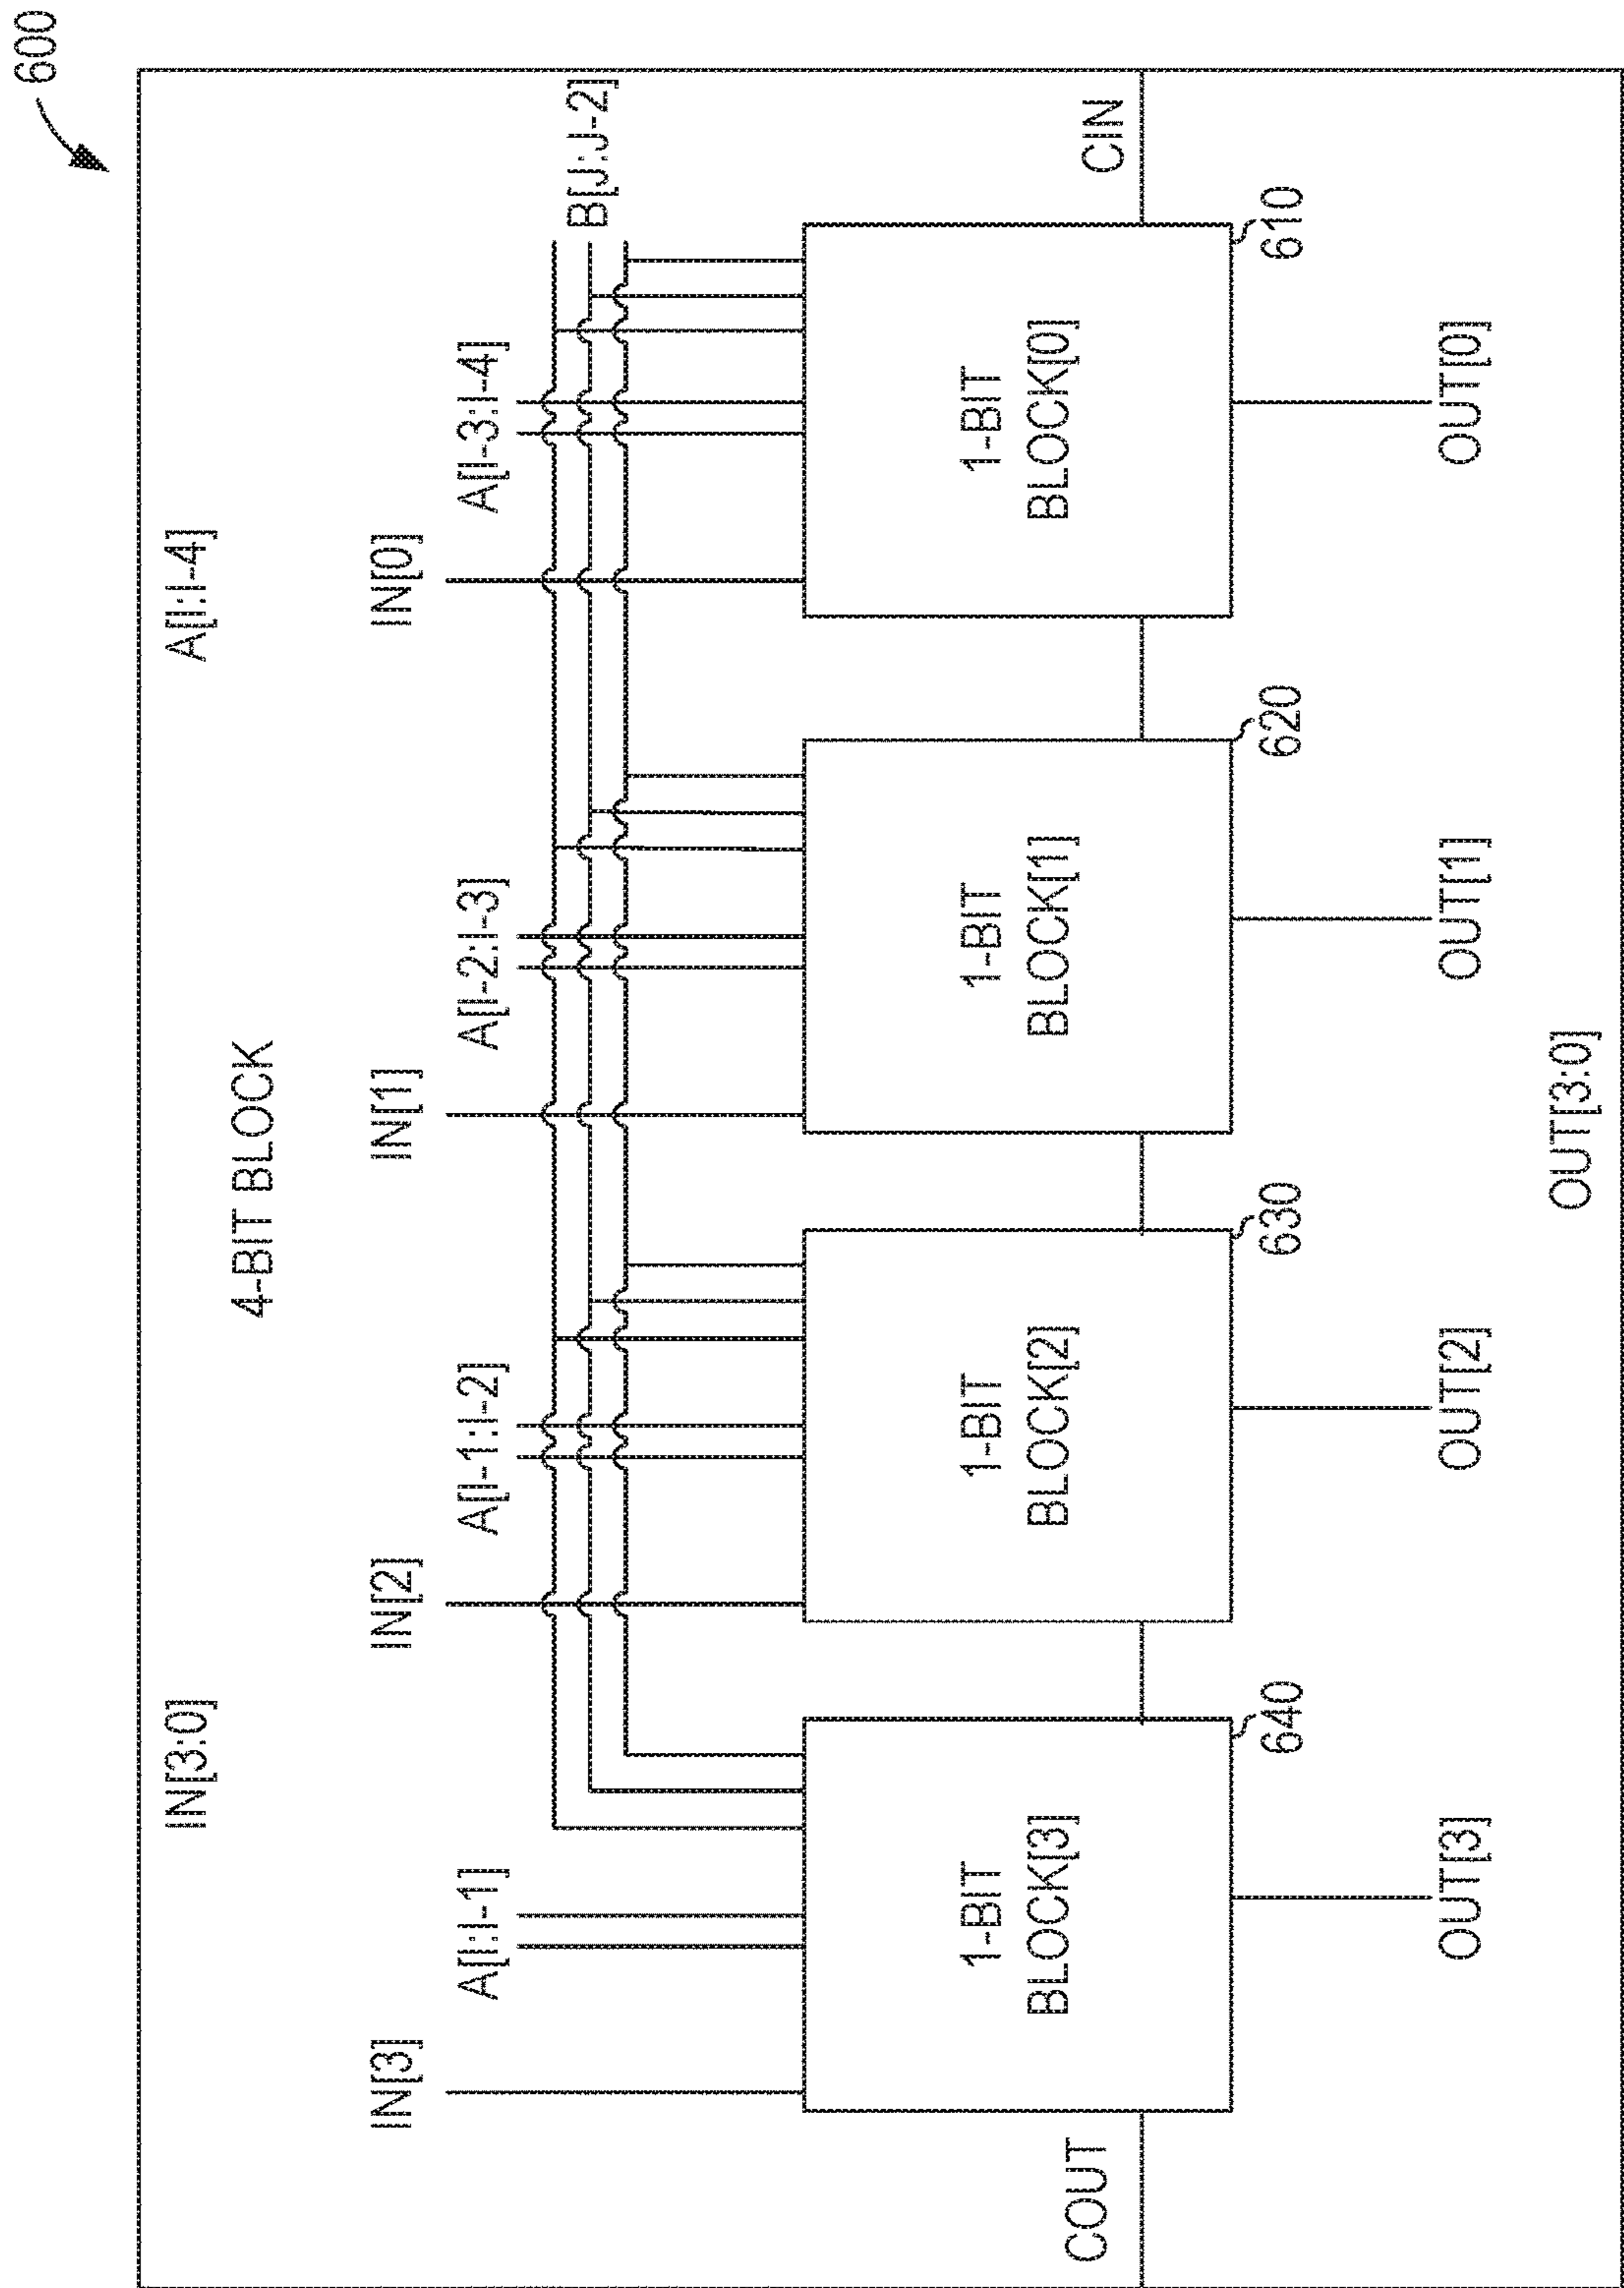 600
4-BIT BLOCK
IN[3:0]
A[I:I-4]
IN[3]
IN[2]
IN[1]
IN[0]
A[I:I-1]
A[I-1:I-2]
A[I-2:I-3]
A[I-3:I-4]
B[J:J-2]
COUT
CIN
1-BIT
BLOCK[3]
1-BIT
BLOCK[2]
1-BIT
BLOCK[1]
1-BIT
BLOCK[0]
640
630
620
610
OUT[3]
OUT[2]
OUT[1]
OUT[0]
OUT[3:0]